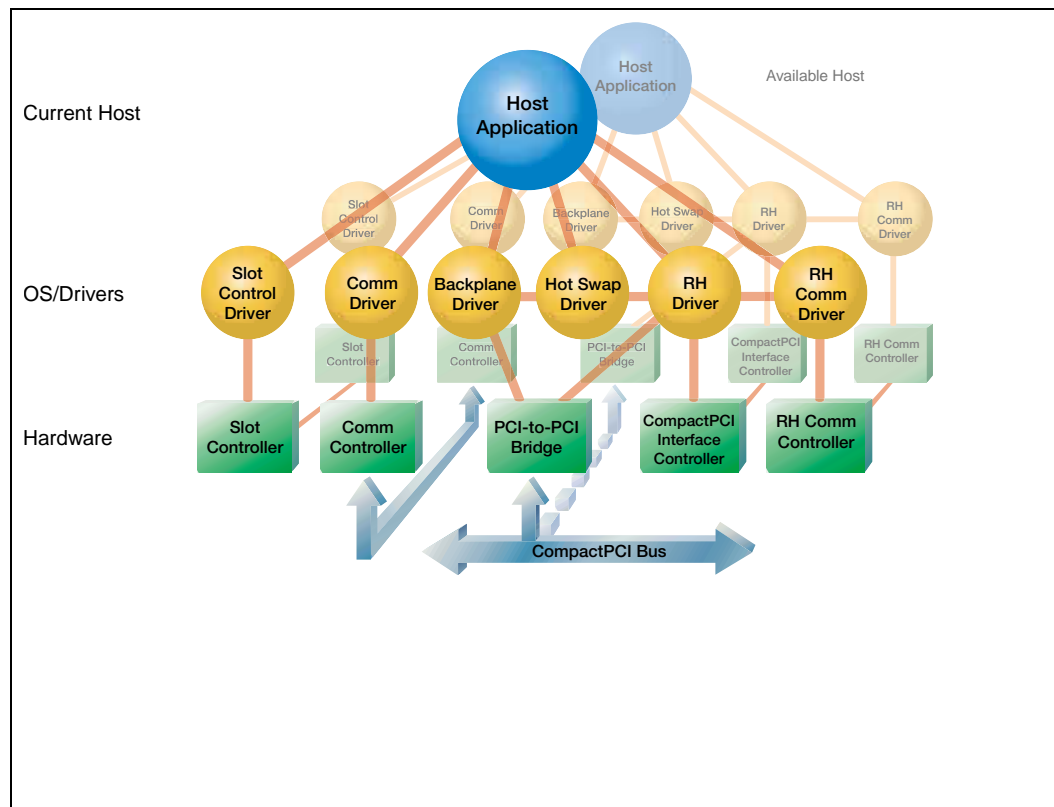 Host
Application
Available Host
Current Host
Host
Application
Slot
Control
Driver
Comm
Driver
Backplane
Driver
Hot Swap
Driver
RH
Driver
RH
Comm
Driver
OS/Drivers
Slot
Control
Driver
Comm
Driver
Backplane
Driver
Hot Swap
Driver
RH
Driver
RH
Comm
Driver
Slot
Controller
Comm
Controller
PCI-to-PCI
Bridge
CompactPCI
Interface
Controller
RH Comm
Controller
Hardware
Slot
Controller
Comm
Controller
PCI-to-PCI
Bridge
CompactPCI
Interface
Controller
RH Comm
Controller
CompactPCI Bus